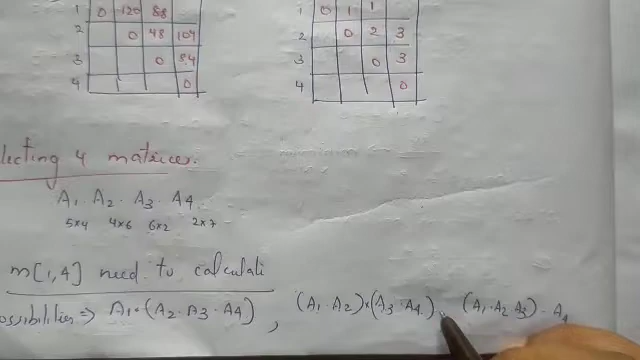 1 0 120 88
2 0 48 104
3 0 84
4 0
1 0 1 1
2 0 2 3
3 0 3
4 0
lecting 4 matrices.
A1 . A2 . A3 . A4
5x4 4x6 6x2 2x7
m[1,4] need to calculati
ossibilities => A1 . (A2 . A3 . A4) , (A1 . A2) x (A3 . A4) , (A1 . A2 A3) . A4